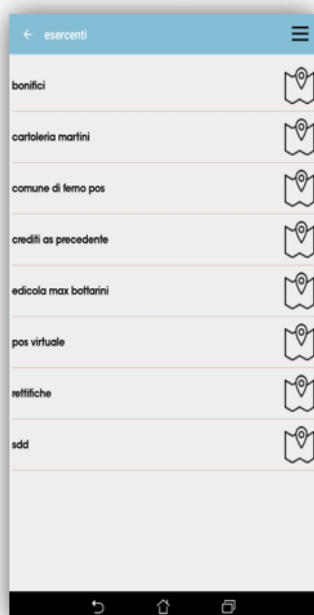 esercenti
bonifici
cartoleria martini
comune di ferno pos
crediti as precedente
edicola max bottarini
pos virtuale
rettifiche
sdd